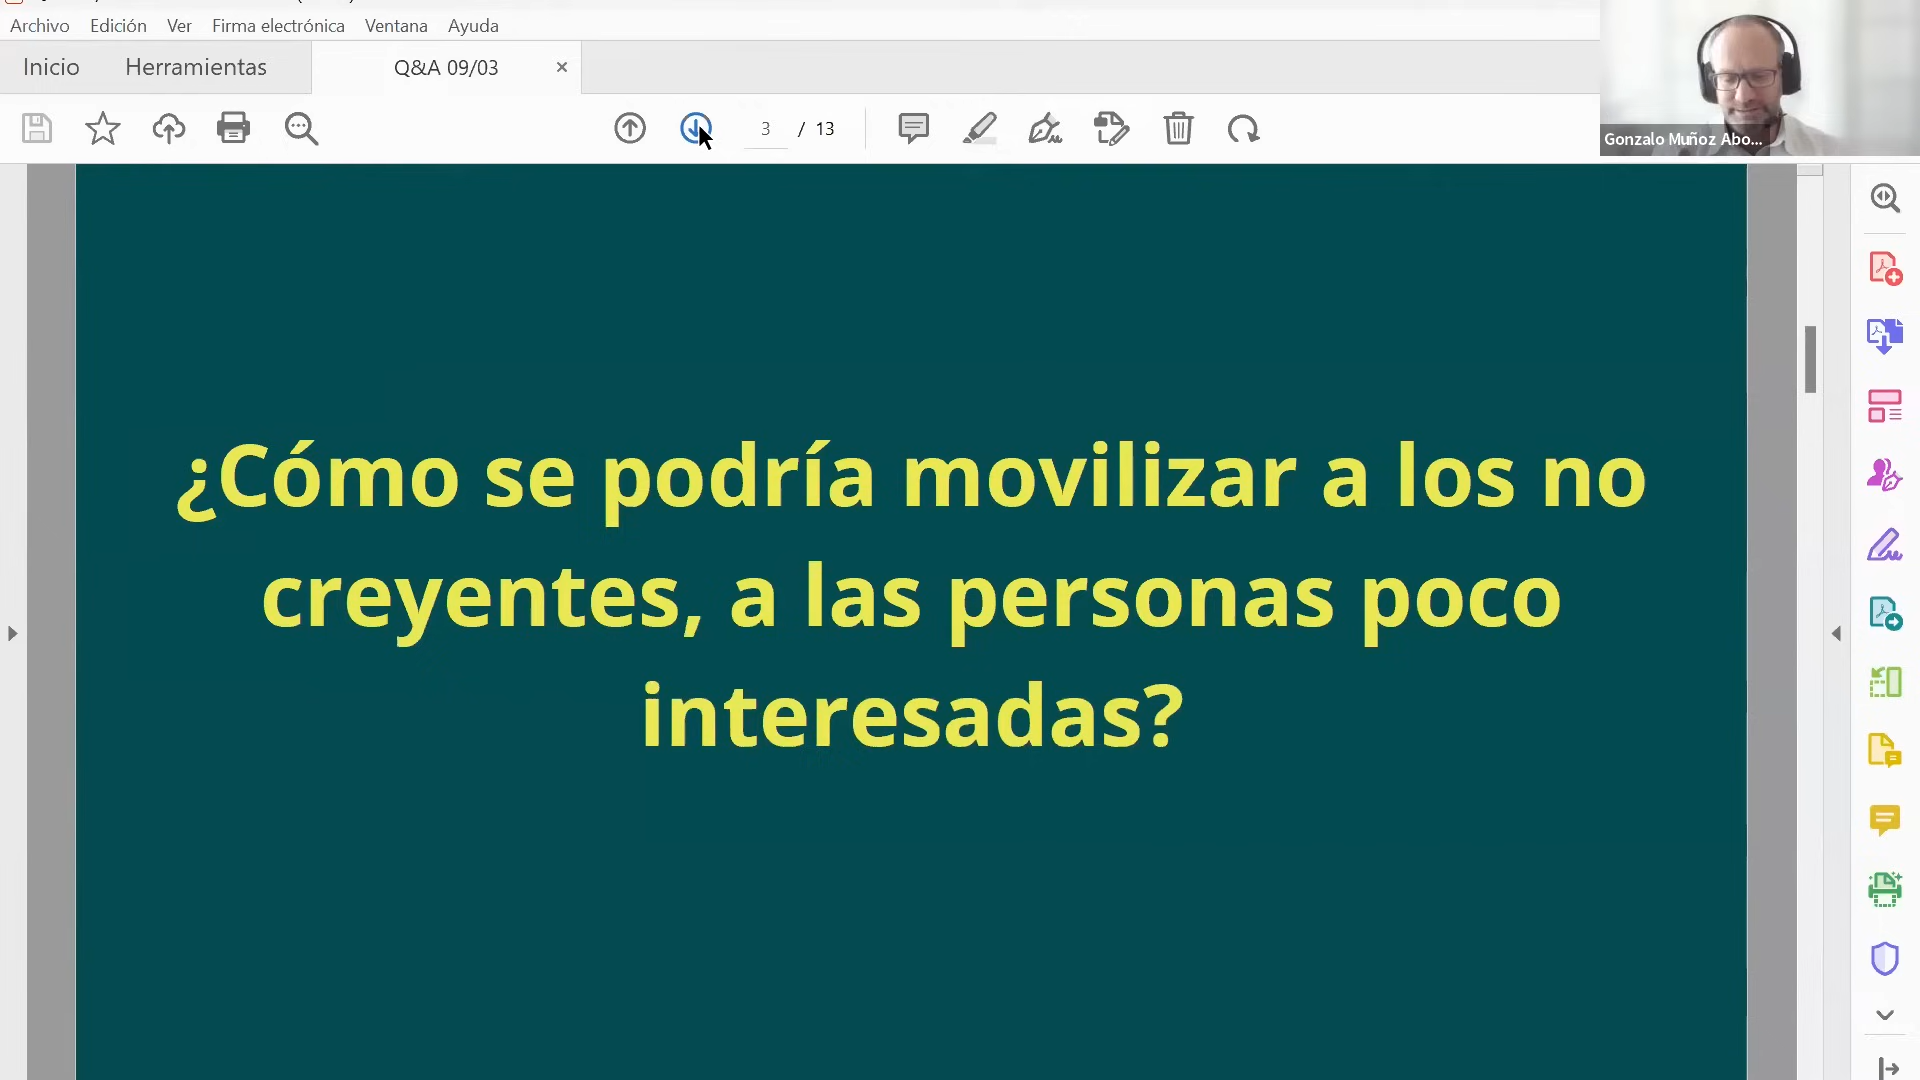 Archivo Edición Ver Firma electrónica Ventana Ayuda
Inicio Herramientas Q&A 09/03
3 / 13
Gonzalo Muñoz Abo...
¿Cómo se podría movilizar a los no
creyentes, a las personas poco
interesadas?